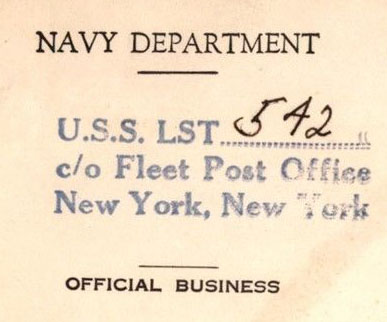 NAVY DEPARTMENT
U.S.S. LST 542
c/o Fleet Post Office
New York, New York
OFFICIAL BUSINESS